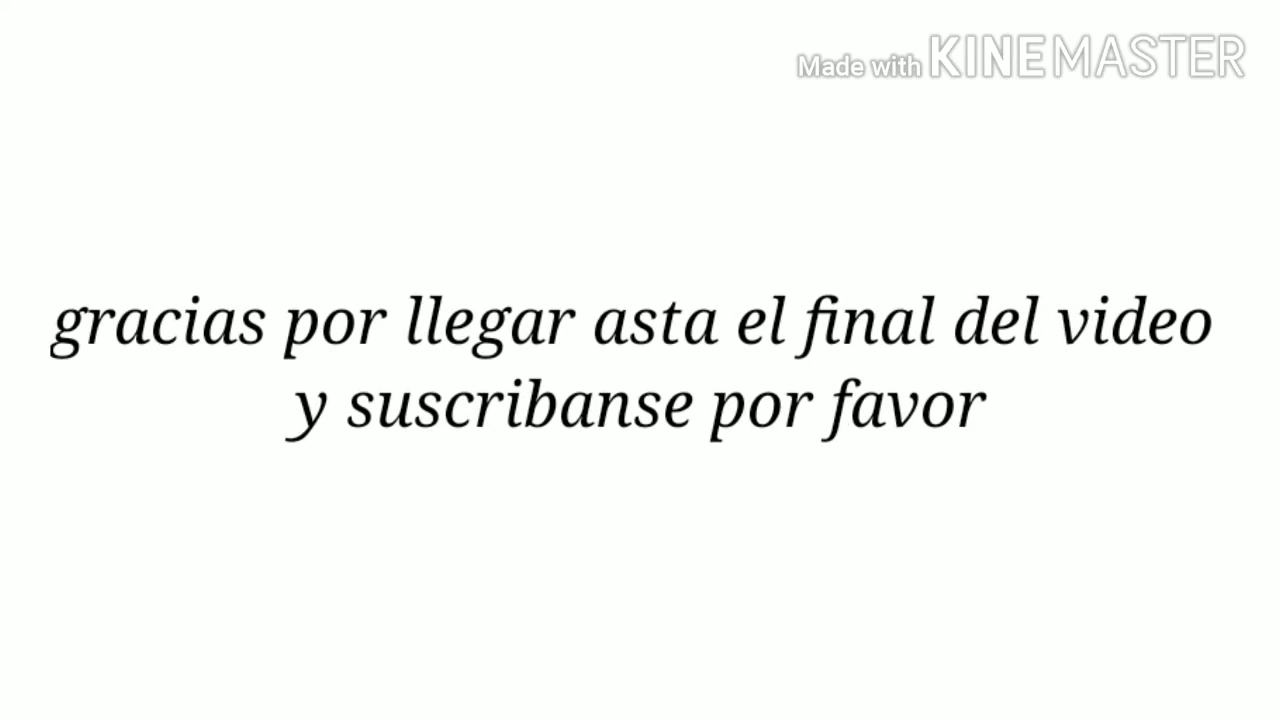 Made with KINEMASTER
gracias por llegar asta el final del video
y suscribanse por favor